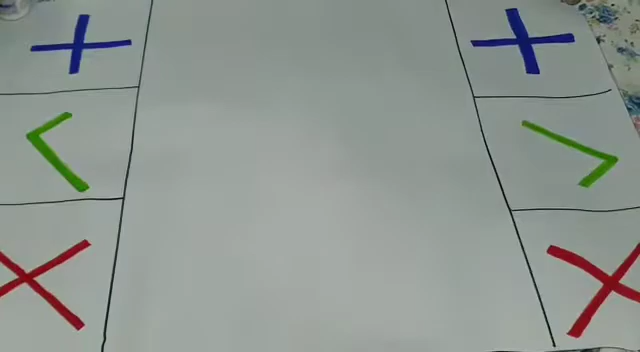 + +
< >
× ×